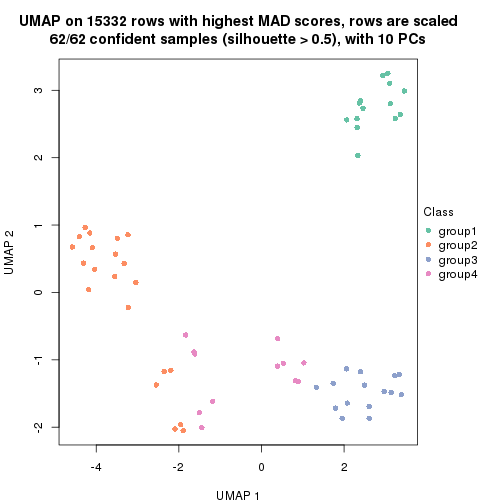 UMAP on 15332 rows with highest MAD scores, rows are scaled
62/62 confident samples (silhouette > 0.5), with 10 PCs
3
2
1
0
-1
-2
UMAP 2
-4
-2
0
2
UMAP 1
Class
group1
group2
group3
group4